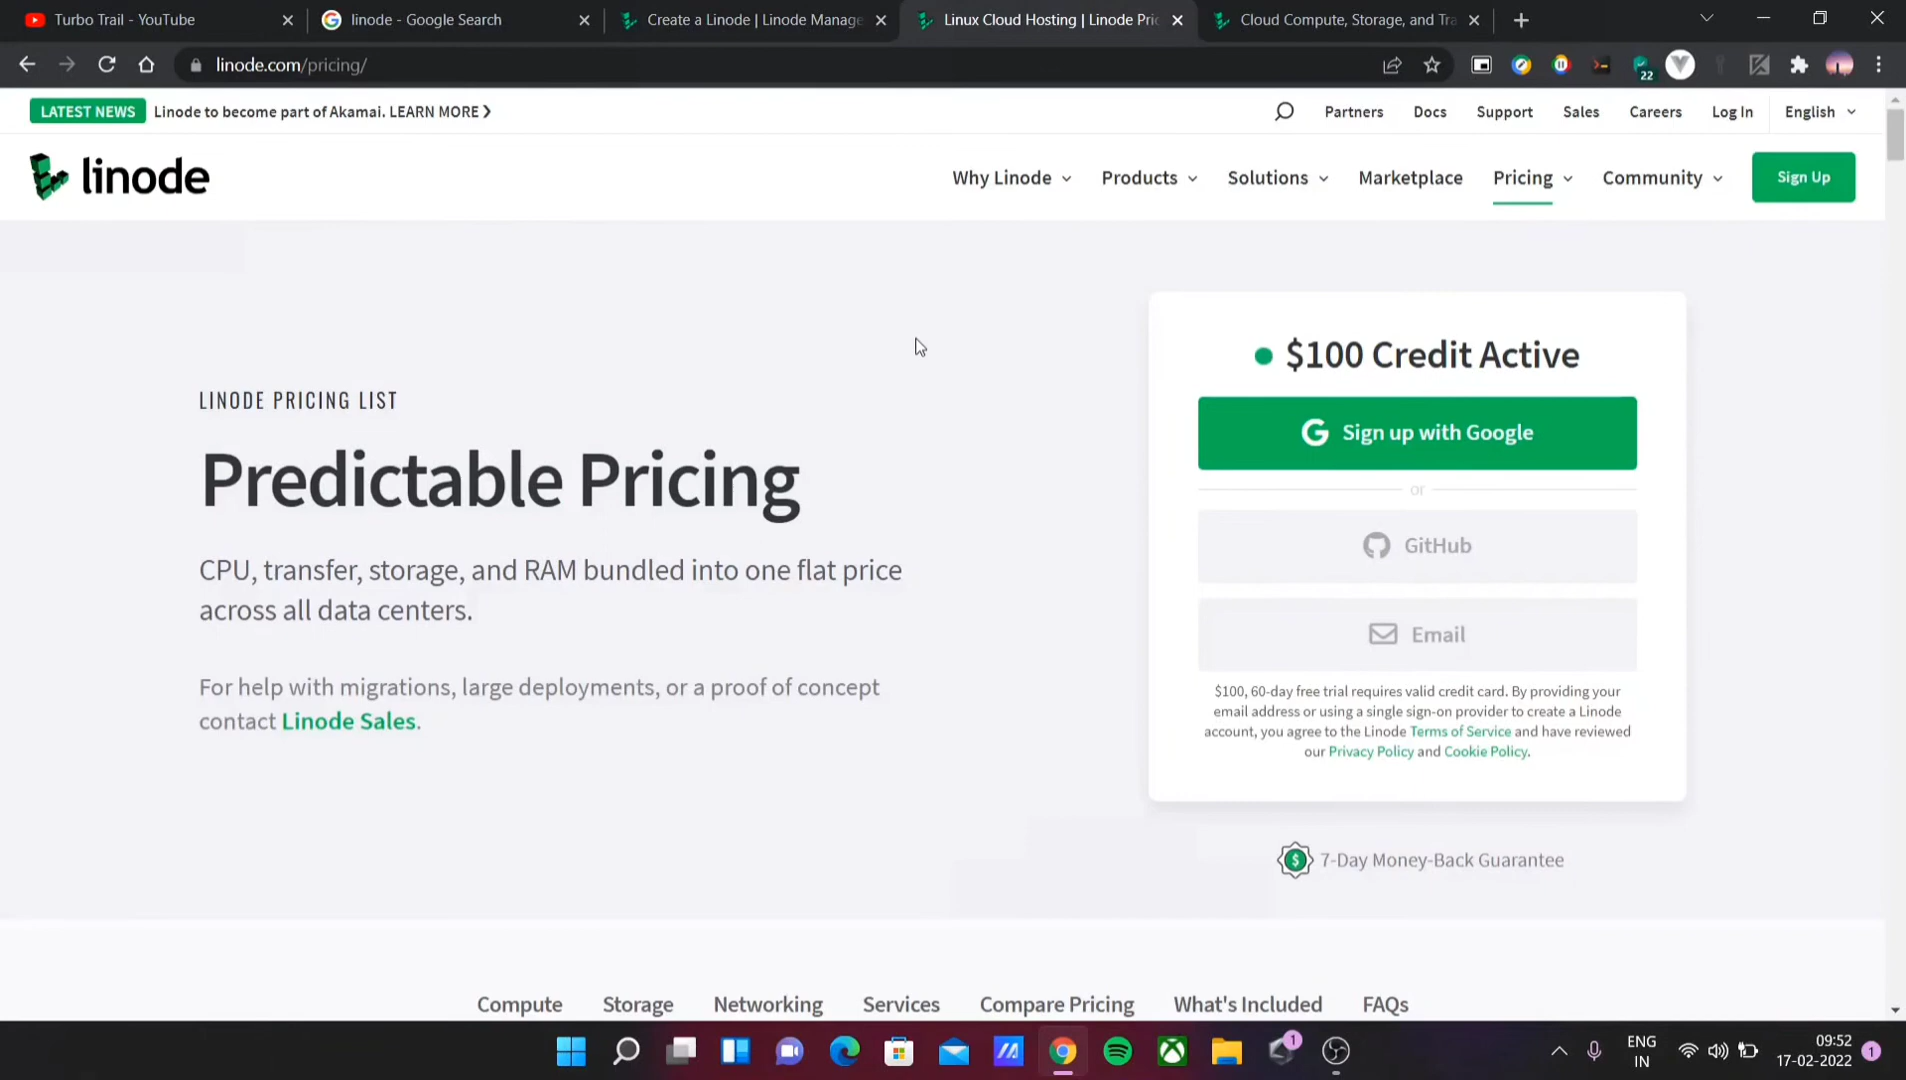 Turbo Trail - YouTube
linode - Google Search
Create a Linode | Linode Manage
Linux Cloud Hosting | Linode Pric
Cloud Compute, Storage, and Tra
linode.com/pricing/
22
LATEST NEWS Linode to become part of Akamai. LEARN MORE
Partners Docs Support Sales Careers Log In English
linode
Why Linode Products Solutions Marketplace Pricing Community Sign Up
$100 Credit Active
Sign up with Google
or
GitHub
Email
$100, 60-day free trial requires valid credit card. By providing your
email address or using a single sign-on provider to create a Linode
account, you agree to the Linode Terms of Service and have reviewed
our Privacy Policy and Cookie Policy.
7-Day Money-Back Guarantee
LINODE PRICING LIST
Predictable Pricing
CPU, transfer, storage, and RAM bundled into one flat price
across all data centers.
For help with migrations, large deployments, or a proof of concept
contact Linode Sales.
Compute Storage Networking Services Compare Pricing What's Included FAQs
1
ENG
IN
09:52
17-02-2022
1